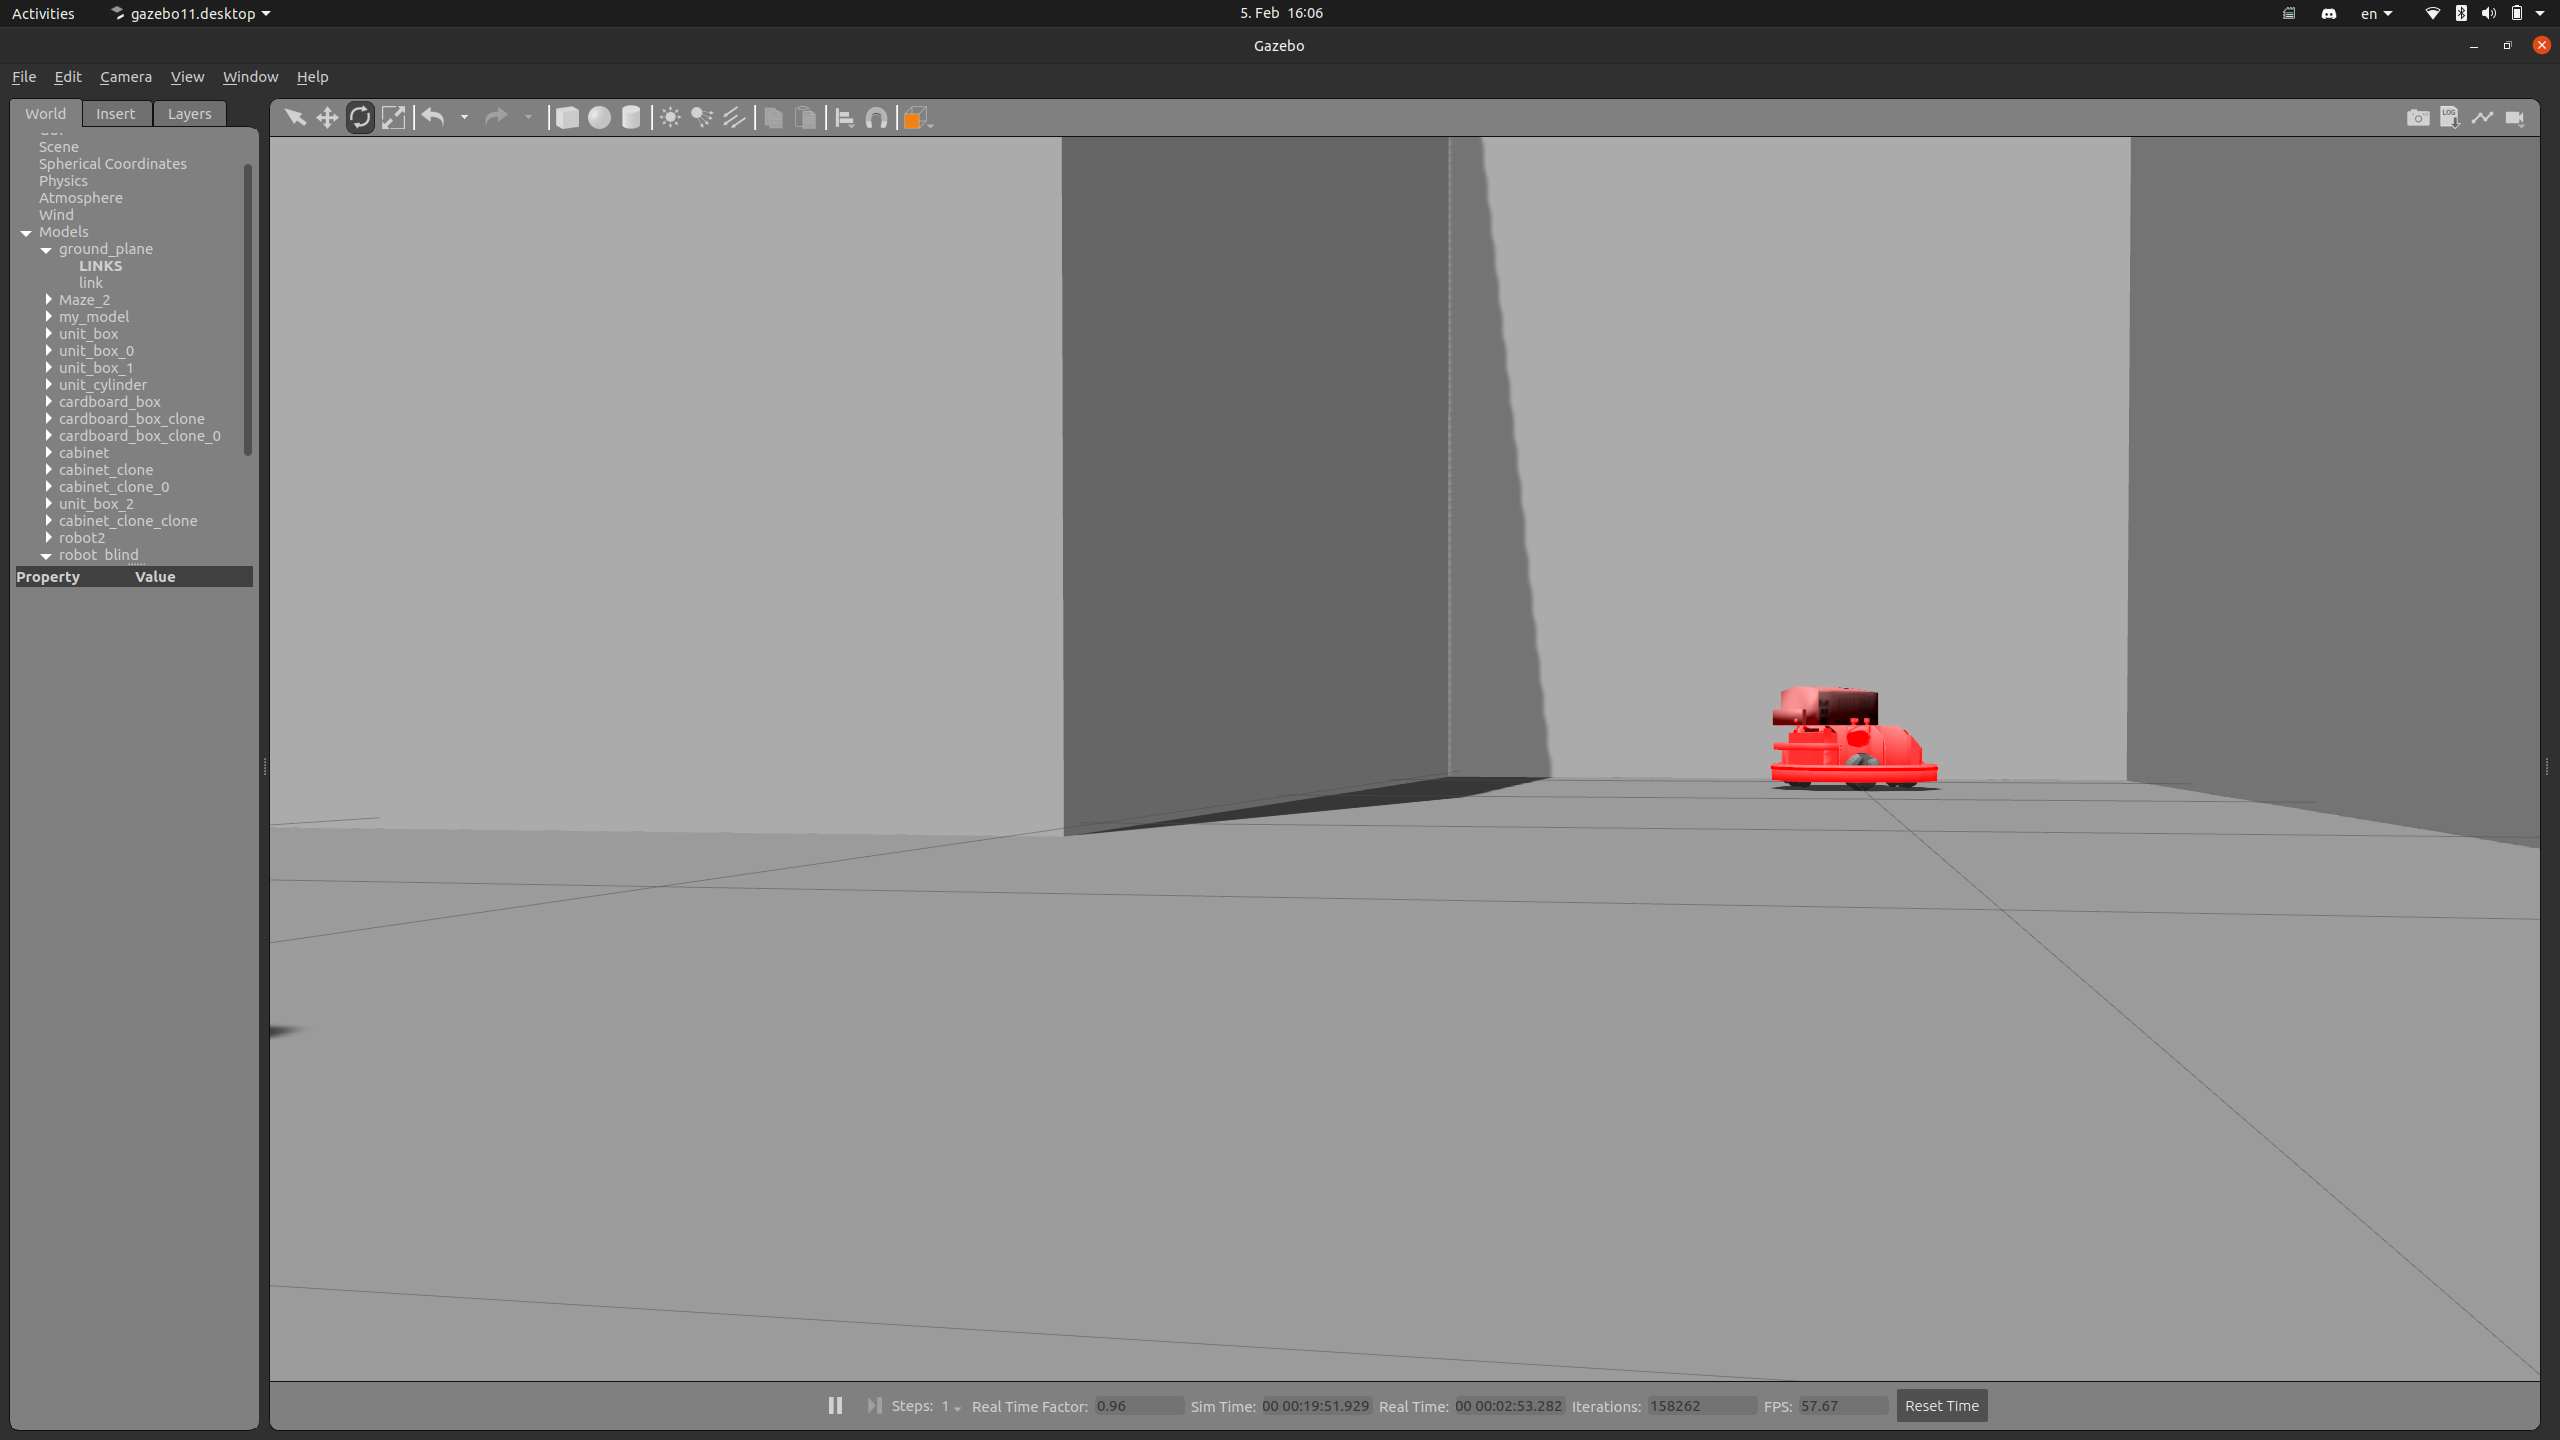 Activities gazebo11.desktop 5. Feb 16:06 en
Gazebo
File Edit Camera View Window Help
World Insert Layers
Scene
Spherical Coordinates
Physics
Atmosphere
Wind
Models
ground_plane
LINKS
link
Maze_2
my_model
unit_box
unit_box_0
unit_box_1
unit_cylinder
cardboard_box
cardboard_box_clone
cardboard_box_clone_0
cabinet
cabinet_clone
cabinet_clone_0
unit_box_2
cabinet_clone_clone
robot2
robot_blind
Property Value
LOG
Steps: 1 Real Time Factor: 0.96 Sim Time: 00 00:19:51.929 Real Time: 00 00:02:53.282 Iterations: 158262 FPS: 57.67 Reset Time